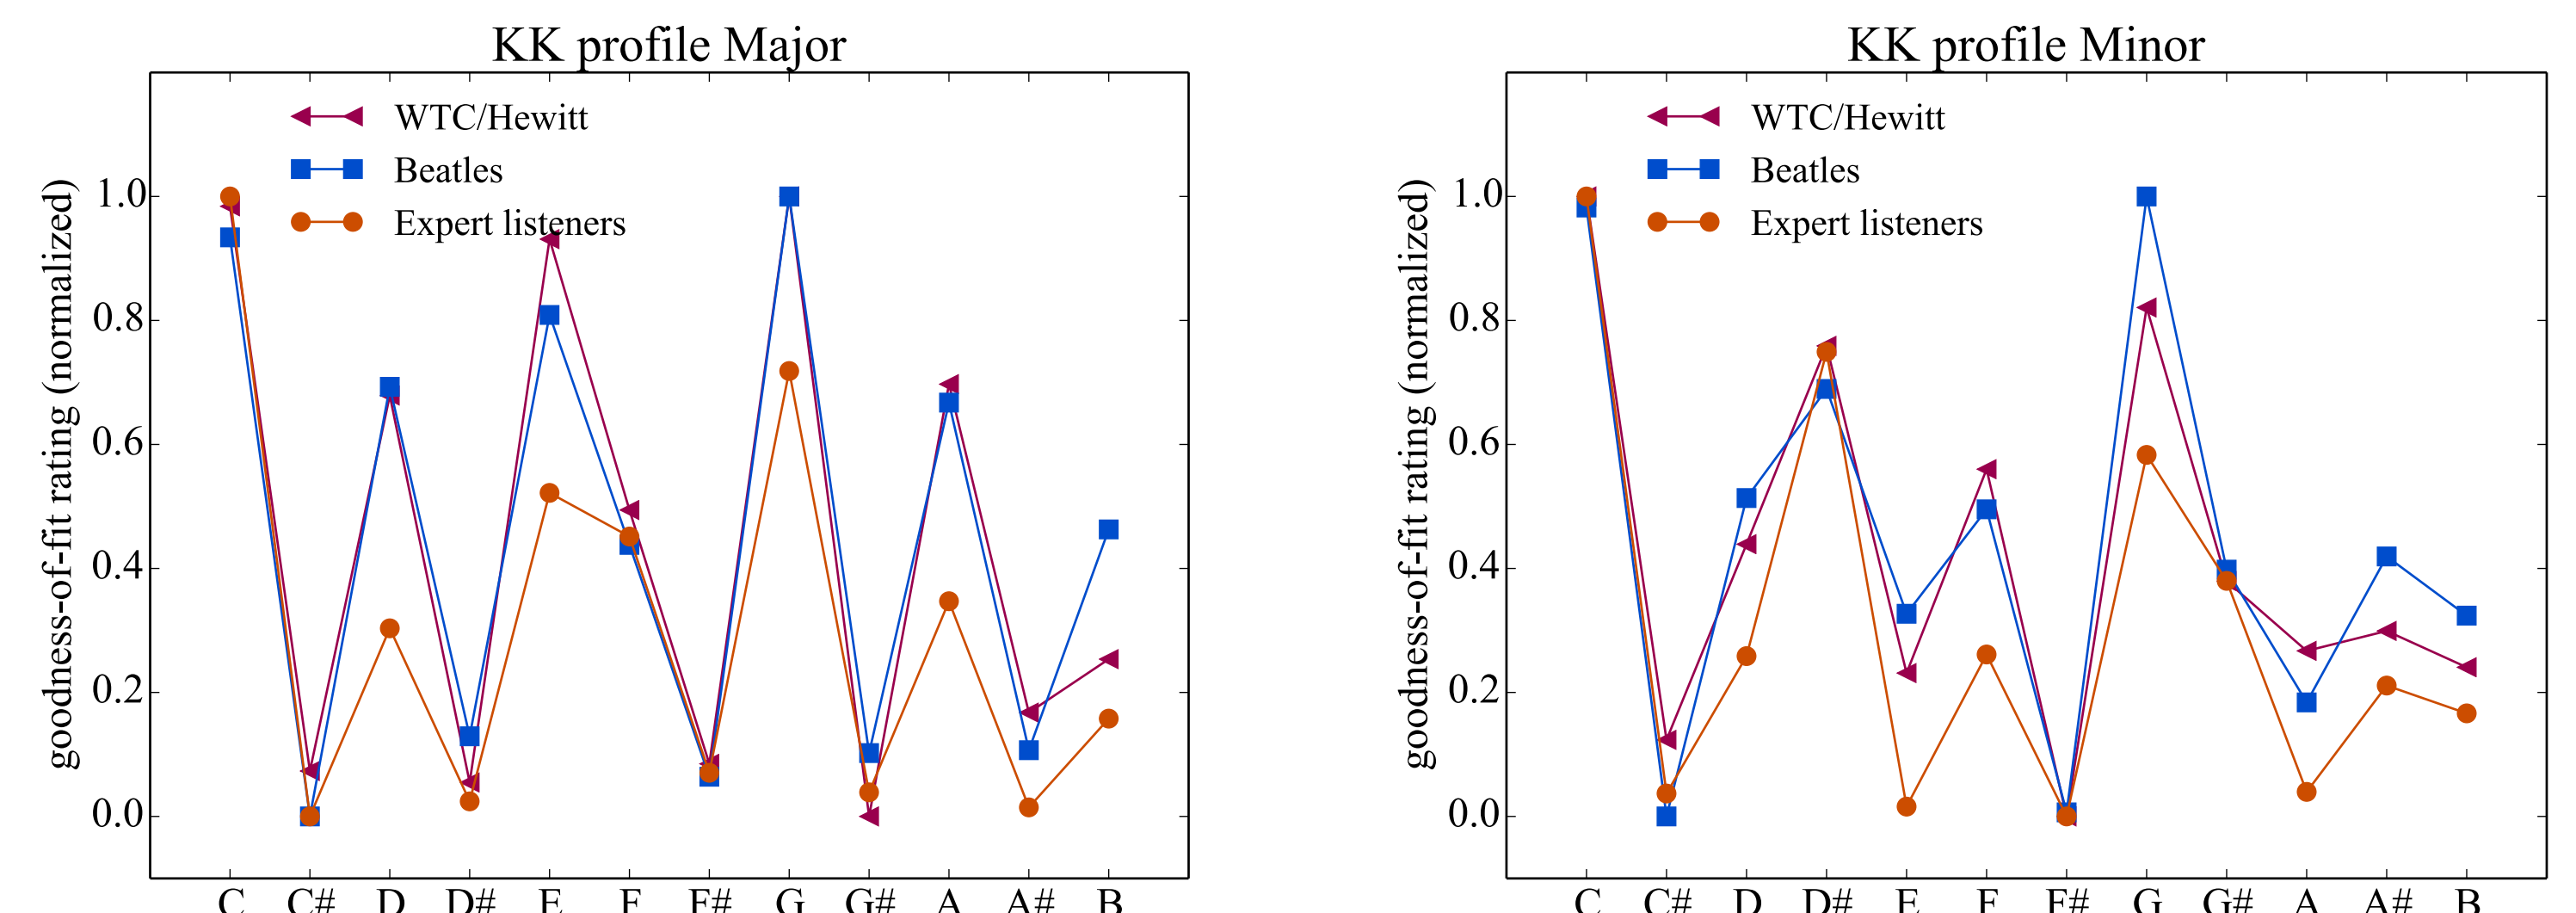 KK profile Major
WTC/Hewitt
Beatles
Expert listeners
goodness-of-fit rating (normalized)
1.0
0.8
0.6
0.4
0.2
0.0
C C# D D# E F F# G G# A A# B
KK profile Minor
WTC/Hewitt
Beatles
Expert listeners
goodness-of-fit rating (normalized)
1.0
0.8
0.6
0.4
0.2
0.0
C C# D D# E F F# G G# A A# B